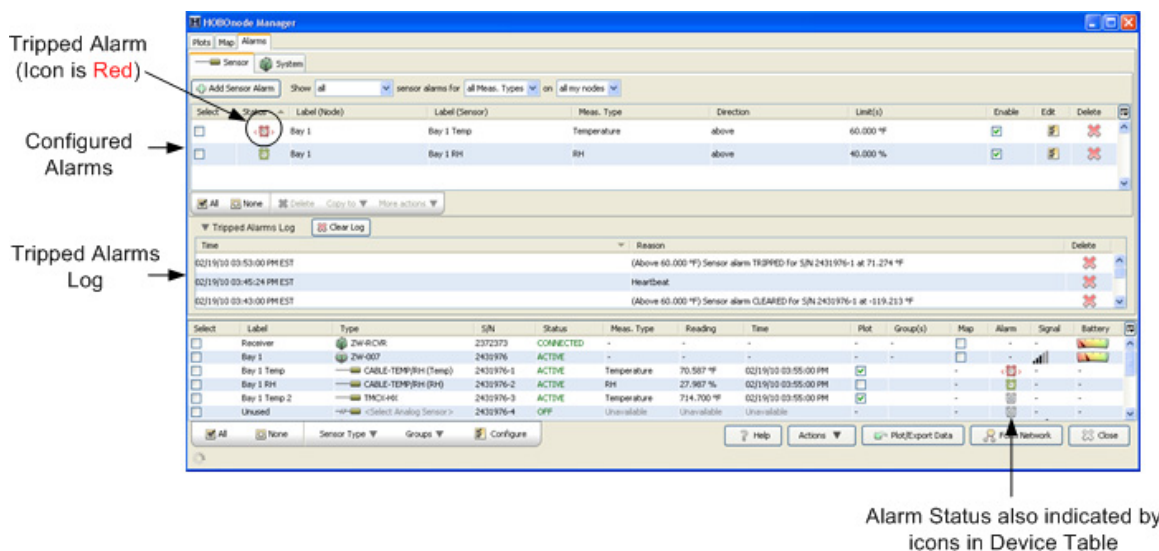 HOBOnode Manager
Plots Map Alarms
Tripped Alarm
(Icon is Red)
Sensor System
Add Sensor Alarm Show all sensor alarms for all Meas. Types on all my nodes
Select Status Label (Node) Label (Sensor) Meas. Type Direction Limit(s) Enable Edit Delete
Bay 1 Bay 1 Temp Temperature above 60.000 °F
Configured
Alarms
Bay 1 Bay 1 RH RH above 40.000 %
All None Delete Copy to More actions
Tripped Alarms Log Clear Log
Time Reason Delete
Tripped Alarms
Log
02/19/10 03:53:00 PM EST (Above 60.000 °F) Sensor alarm TRIPPED for S/N 2431976-1 at 71.274 °F
02/19/10 03:45:24 PM EST Heartbeat
02/19/10 03:43:00 PM EST (Above 60.000 °F) Sensor alarm CLEARED for S/N 2431976-1 at -119.213 °F
Select Label Type S/N Status Meas. Type Reading Time Plot Group(s) Map Alarm Signal Battery
Receiver ZW-RCVR 2372373 CONNECTED - - - - - - -
Bay 1 ZW-007 2431976 ACTIVE - - - - - -
Bay 1 Temp CABLE-TEMP/RH (Temp) 2431976-1 ACTIVE Temperature 70.587 °F 02/19/10 03:55:00 PM - - -
Bay 1 RH CABLE-TEMP/RH (RH) 2431976-2 ACTIVE RH 27.987 % 02/19/10 03:55:00 PM - - -
Bay 1 Temp 2 TMCX-HX 2431976-3 ACTIVE Temperature 714.700 °F 02/19/10 03:55:00 PM - - -
Unused <Select Analog Sensor> 2431976-4 OFF Unavailable Unavailable Unavailable - - -
All None Sensor Type Groups Configure Help Actions Plot/Export Data Network Close
Alarm Status also indicated by
icons in Device Table